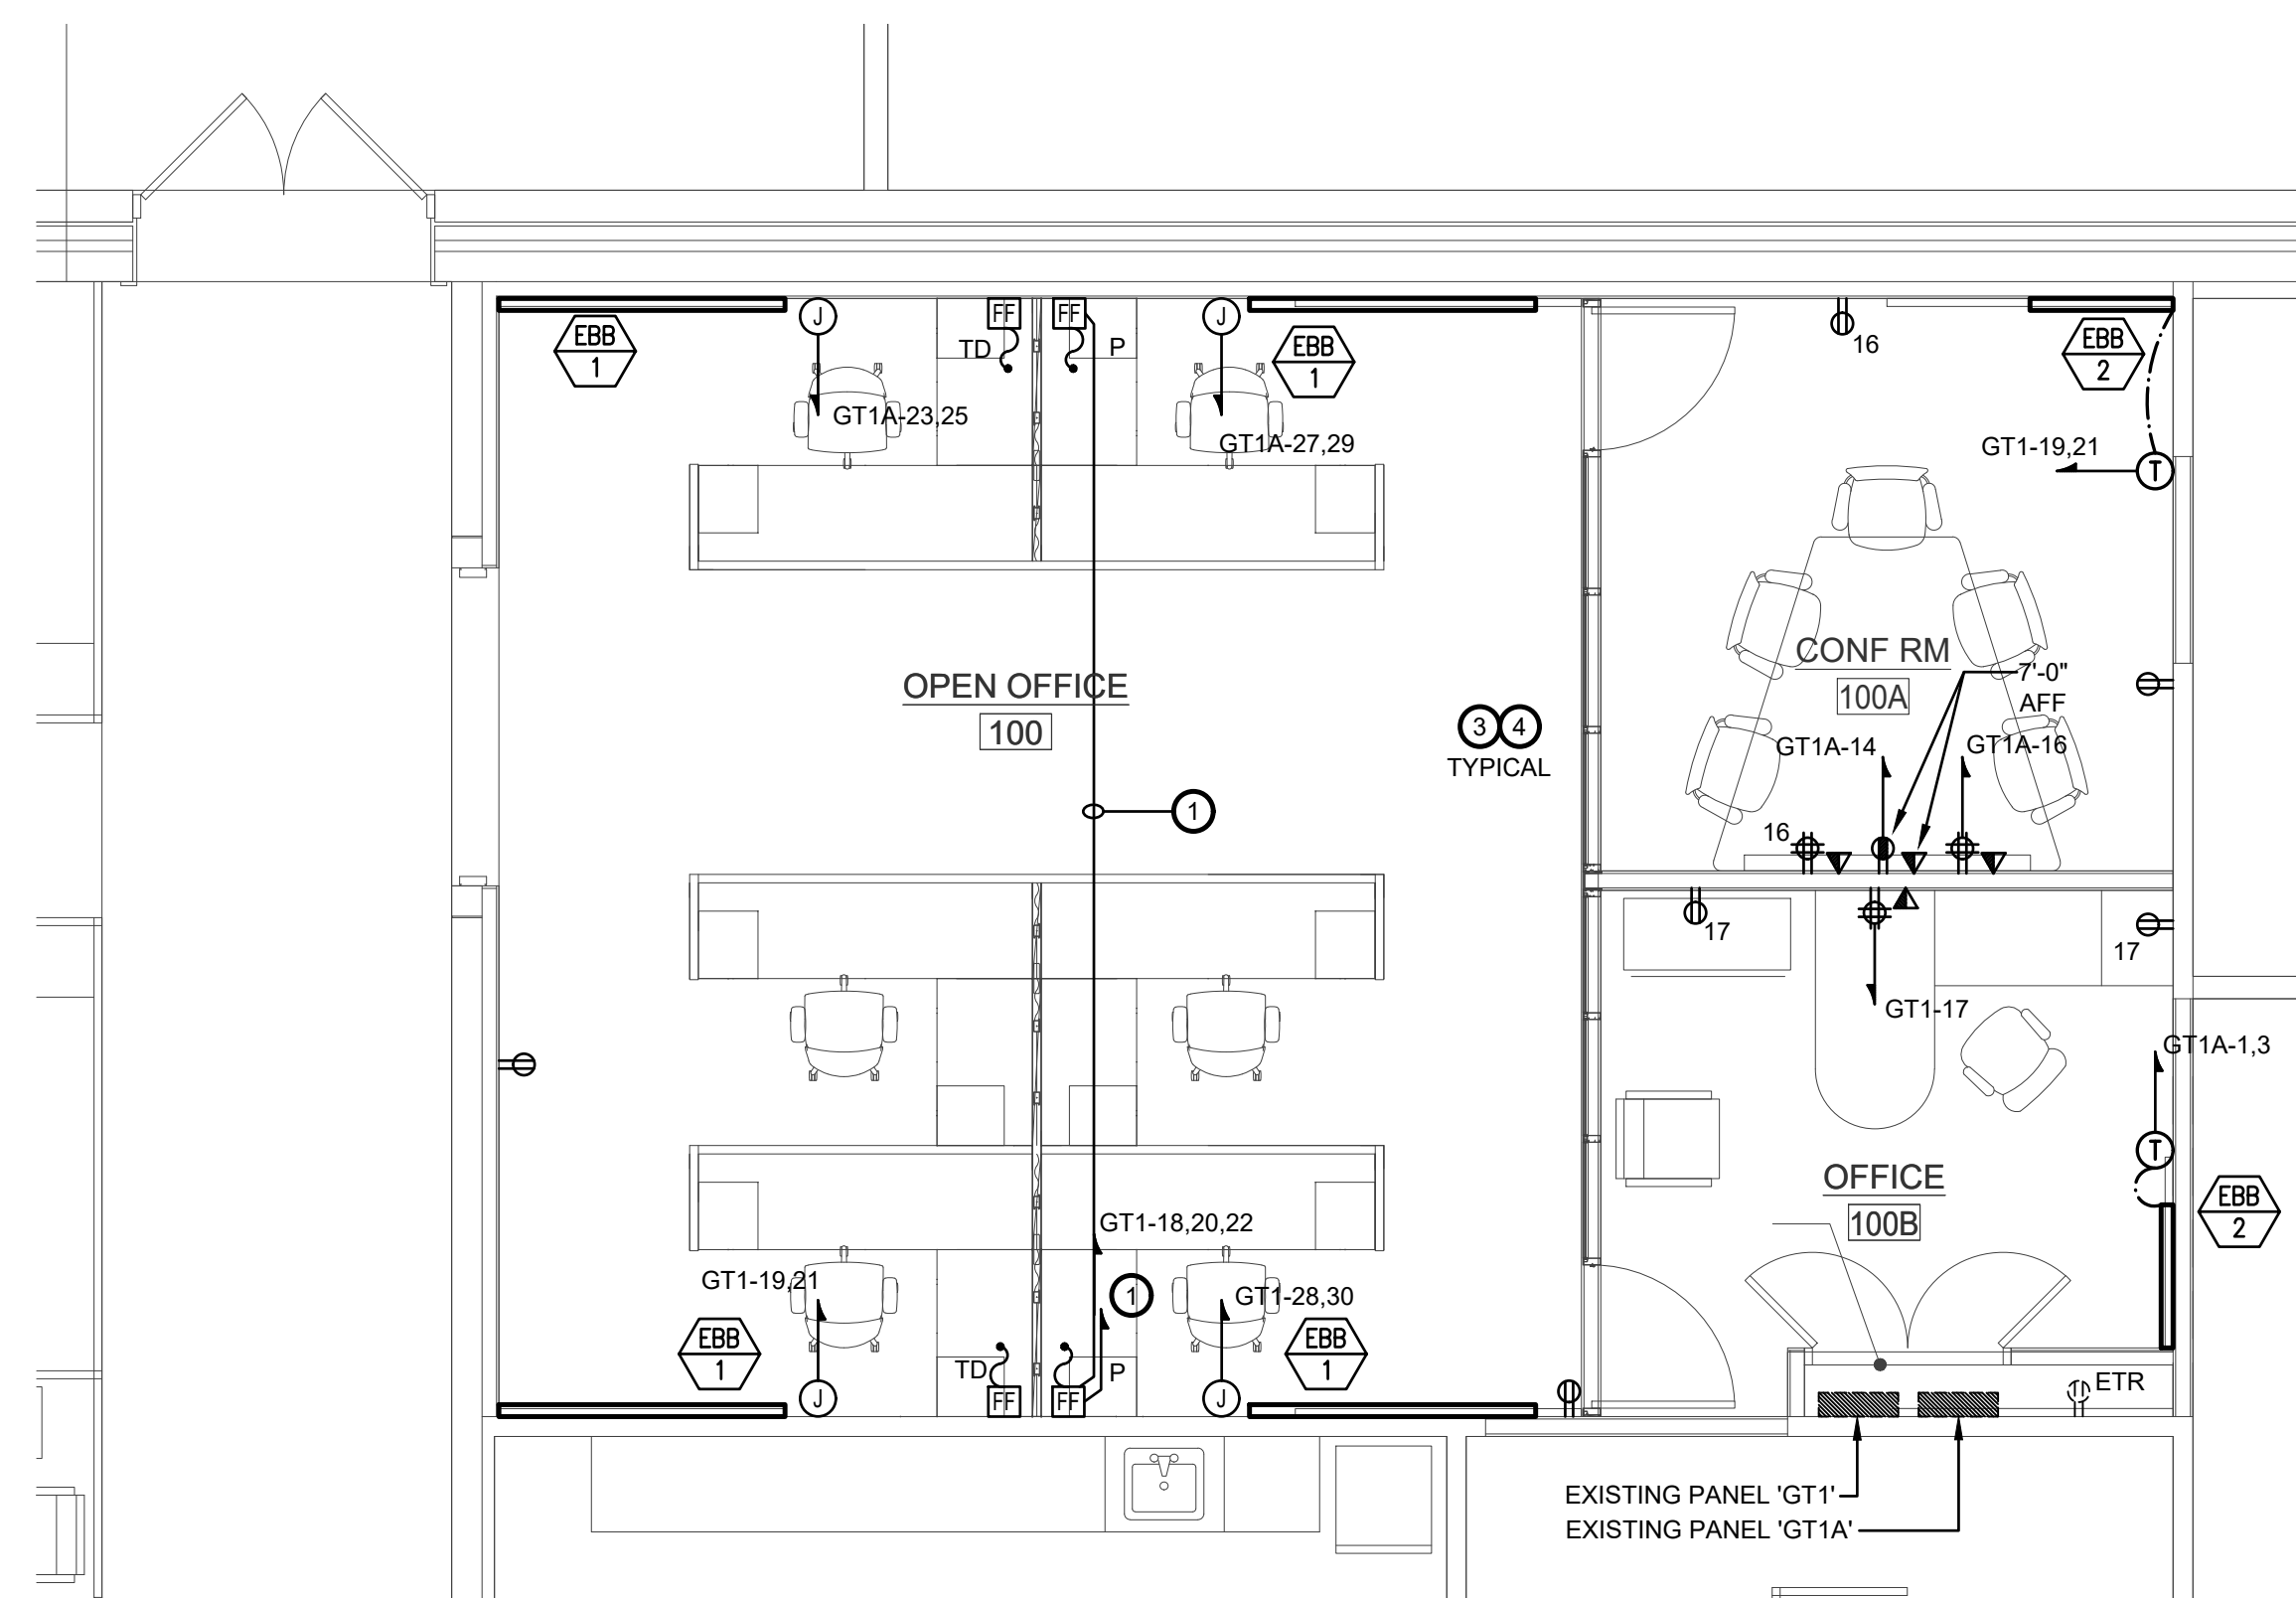 J
FF
FF
J
EBB
1
TD
P
EBB
1
16
EBB
2
GT1A-23,25
GT1A-27,29
GT1-19,21
T
OPEN OFFICE
100
3 4
TYPICAL
CONF RM
100A
7'-0"
AFF
GT1A-14
GT1A-16
1
16
17
17
GT1-17
GT1A-1,3
T
OFFICE
100B
EBB
2
GT1-18,20,22
GT1-19,21
1
GT1-28,30
EBB
1
TD
P
EBB
1
J
FF
FF
J
ETR
EXISTING PANEL 'GT1'
EXISTING PANEL 'GT1A'